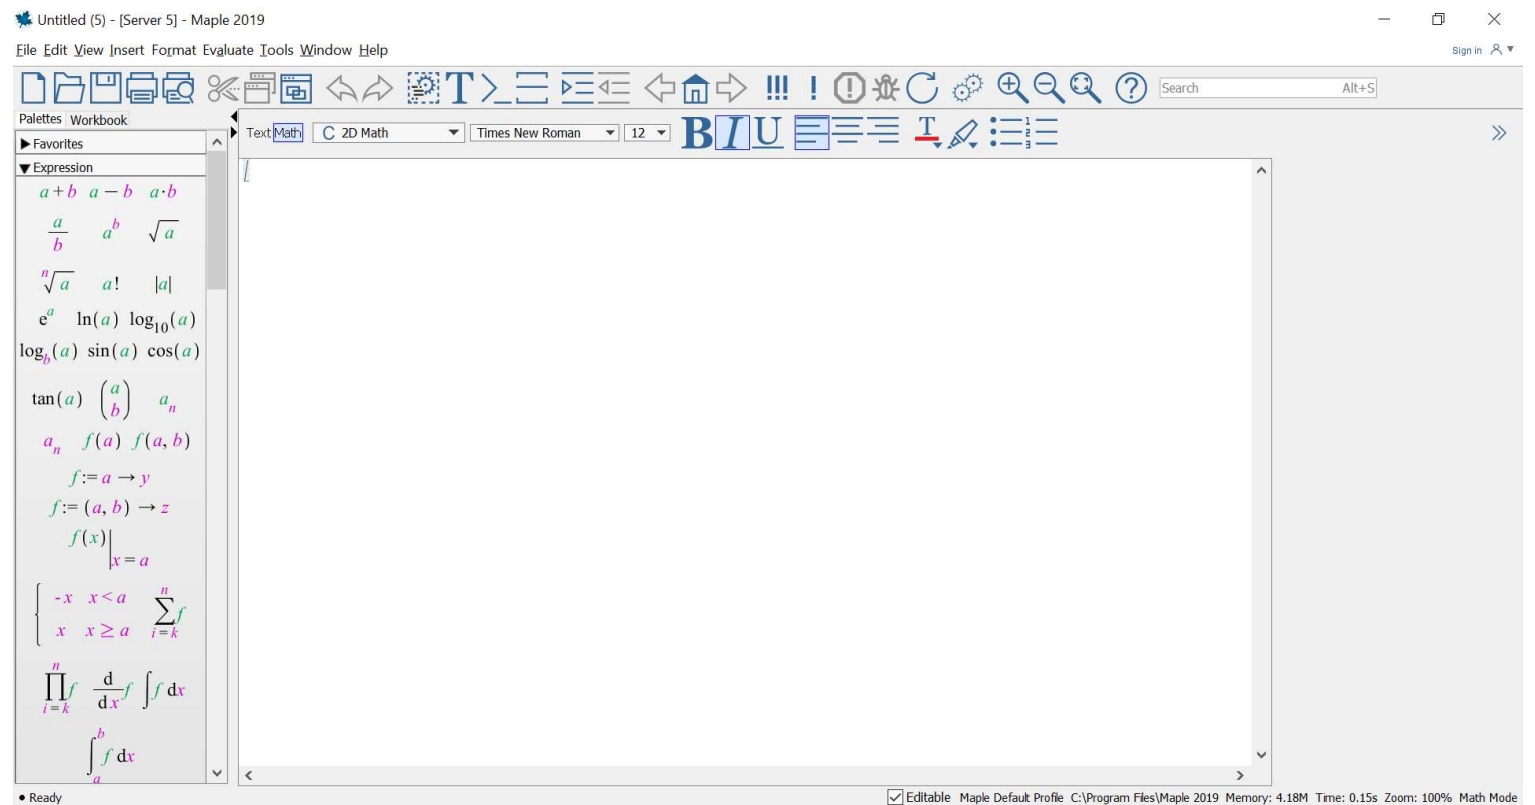 Untitled (5) - [Server 5] - Maple 2019
File Edit View Insert Format Evaluate Tools Window Help
Sign in
Search Alt+S
Palettes Workbook
Text Math C 2D Math Times New Roman 12 B I U T
Favorites
Expression
a + b a − b a·b
a/b a^b √a
ⁿ√a a! |a|
e^a ln(a) log₁₀(a)
log_b(a) sin(a) cos(a)
tan(a) (a b) a_n
a_n f(a) f(a, b)
f := a → y
f := (a, b) → z
f(x)|x = a
{ -x x < a
x x ≥ a
n ∑ i = k f
n ∏ i = k f d/dx f ∫ f dx
∫ₐᵇ f dx
Ready
Editable Maple Default Profile C:\Program Files\Maple 2019 Memory: 4.18M Time: 0.15s Zoom: 100% Math Mode